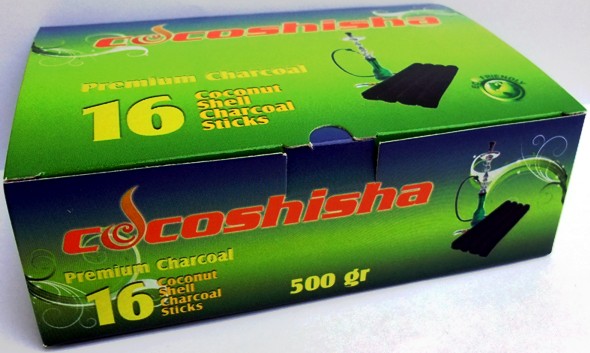 cocoshisha
Premium Charcoal
16
Coconut
Shell
Charcoal
Sticks
cocoshisha
Premium Charcoal
16
Coconut
Shell
Charcoal
Sticks
500 gr